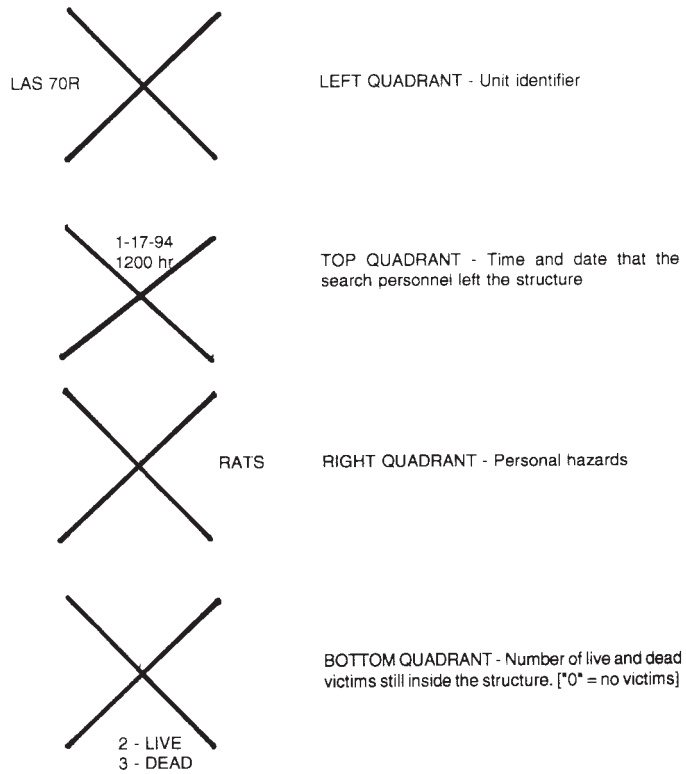 LAS 70R
LEFT QUADRANT - Unit identifier
1-17-94
1200 hr
TOP QUADRANT - Time and date that the
search personnel left the structure
RATS
RIGHT QUADRANT - Personal hazards
BOTTOM QUADRANT - Number of live and dead
victims still inside the structure. ["0" = no victims]
2 - LIVE
3 - DEAD